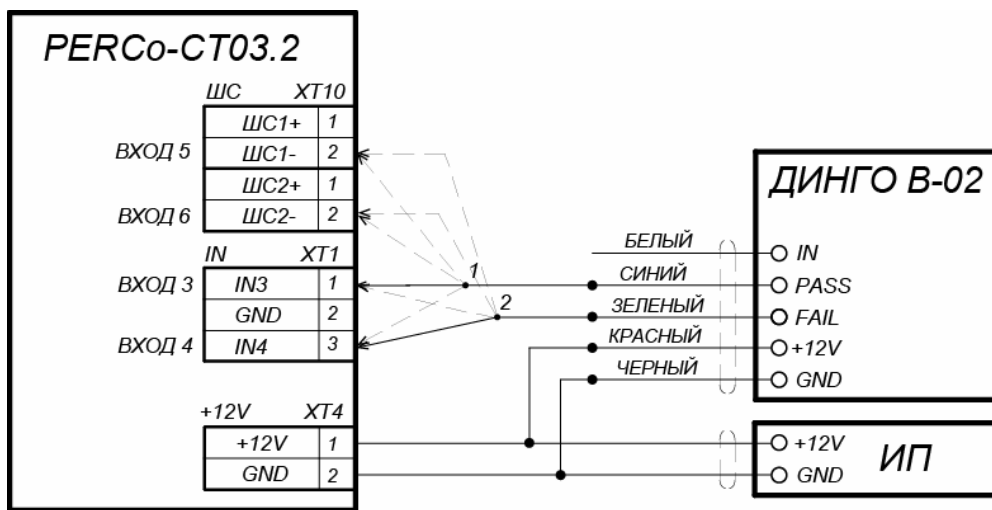 PERCo-CT03.2
ШС XT10
ШС1+ 1
ВХОД 5 ШС1- 2
ШС2+ 1
ВХОД 6 ШС2- 2
IN XT1
ВХОД 3 IN3 1
GND 2
ВХОД 4 IN4 3
+12V XT4
+12V 1
GND 2
1
2
БЕЛЫЙ
СИНИЙ
ЗЕЛЕНЫЙ
КРАСНЫЙ
ЧЕРНЫЙ
ДИНГО В-02
IN
PASS
FAIL
+12V
GND
+12V
GND
ИП